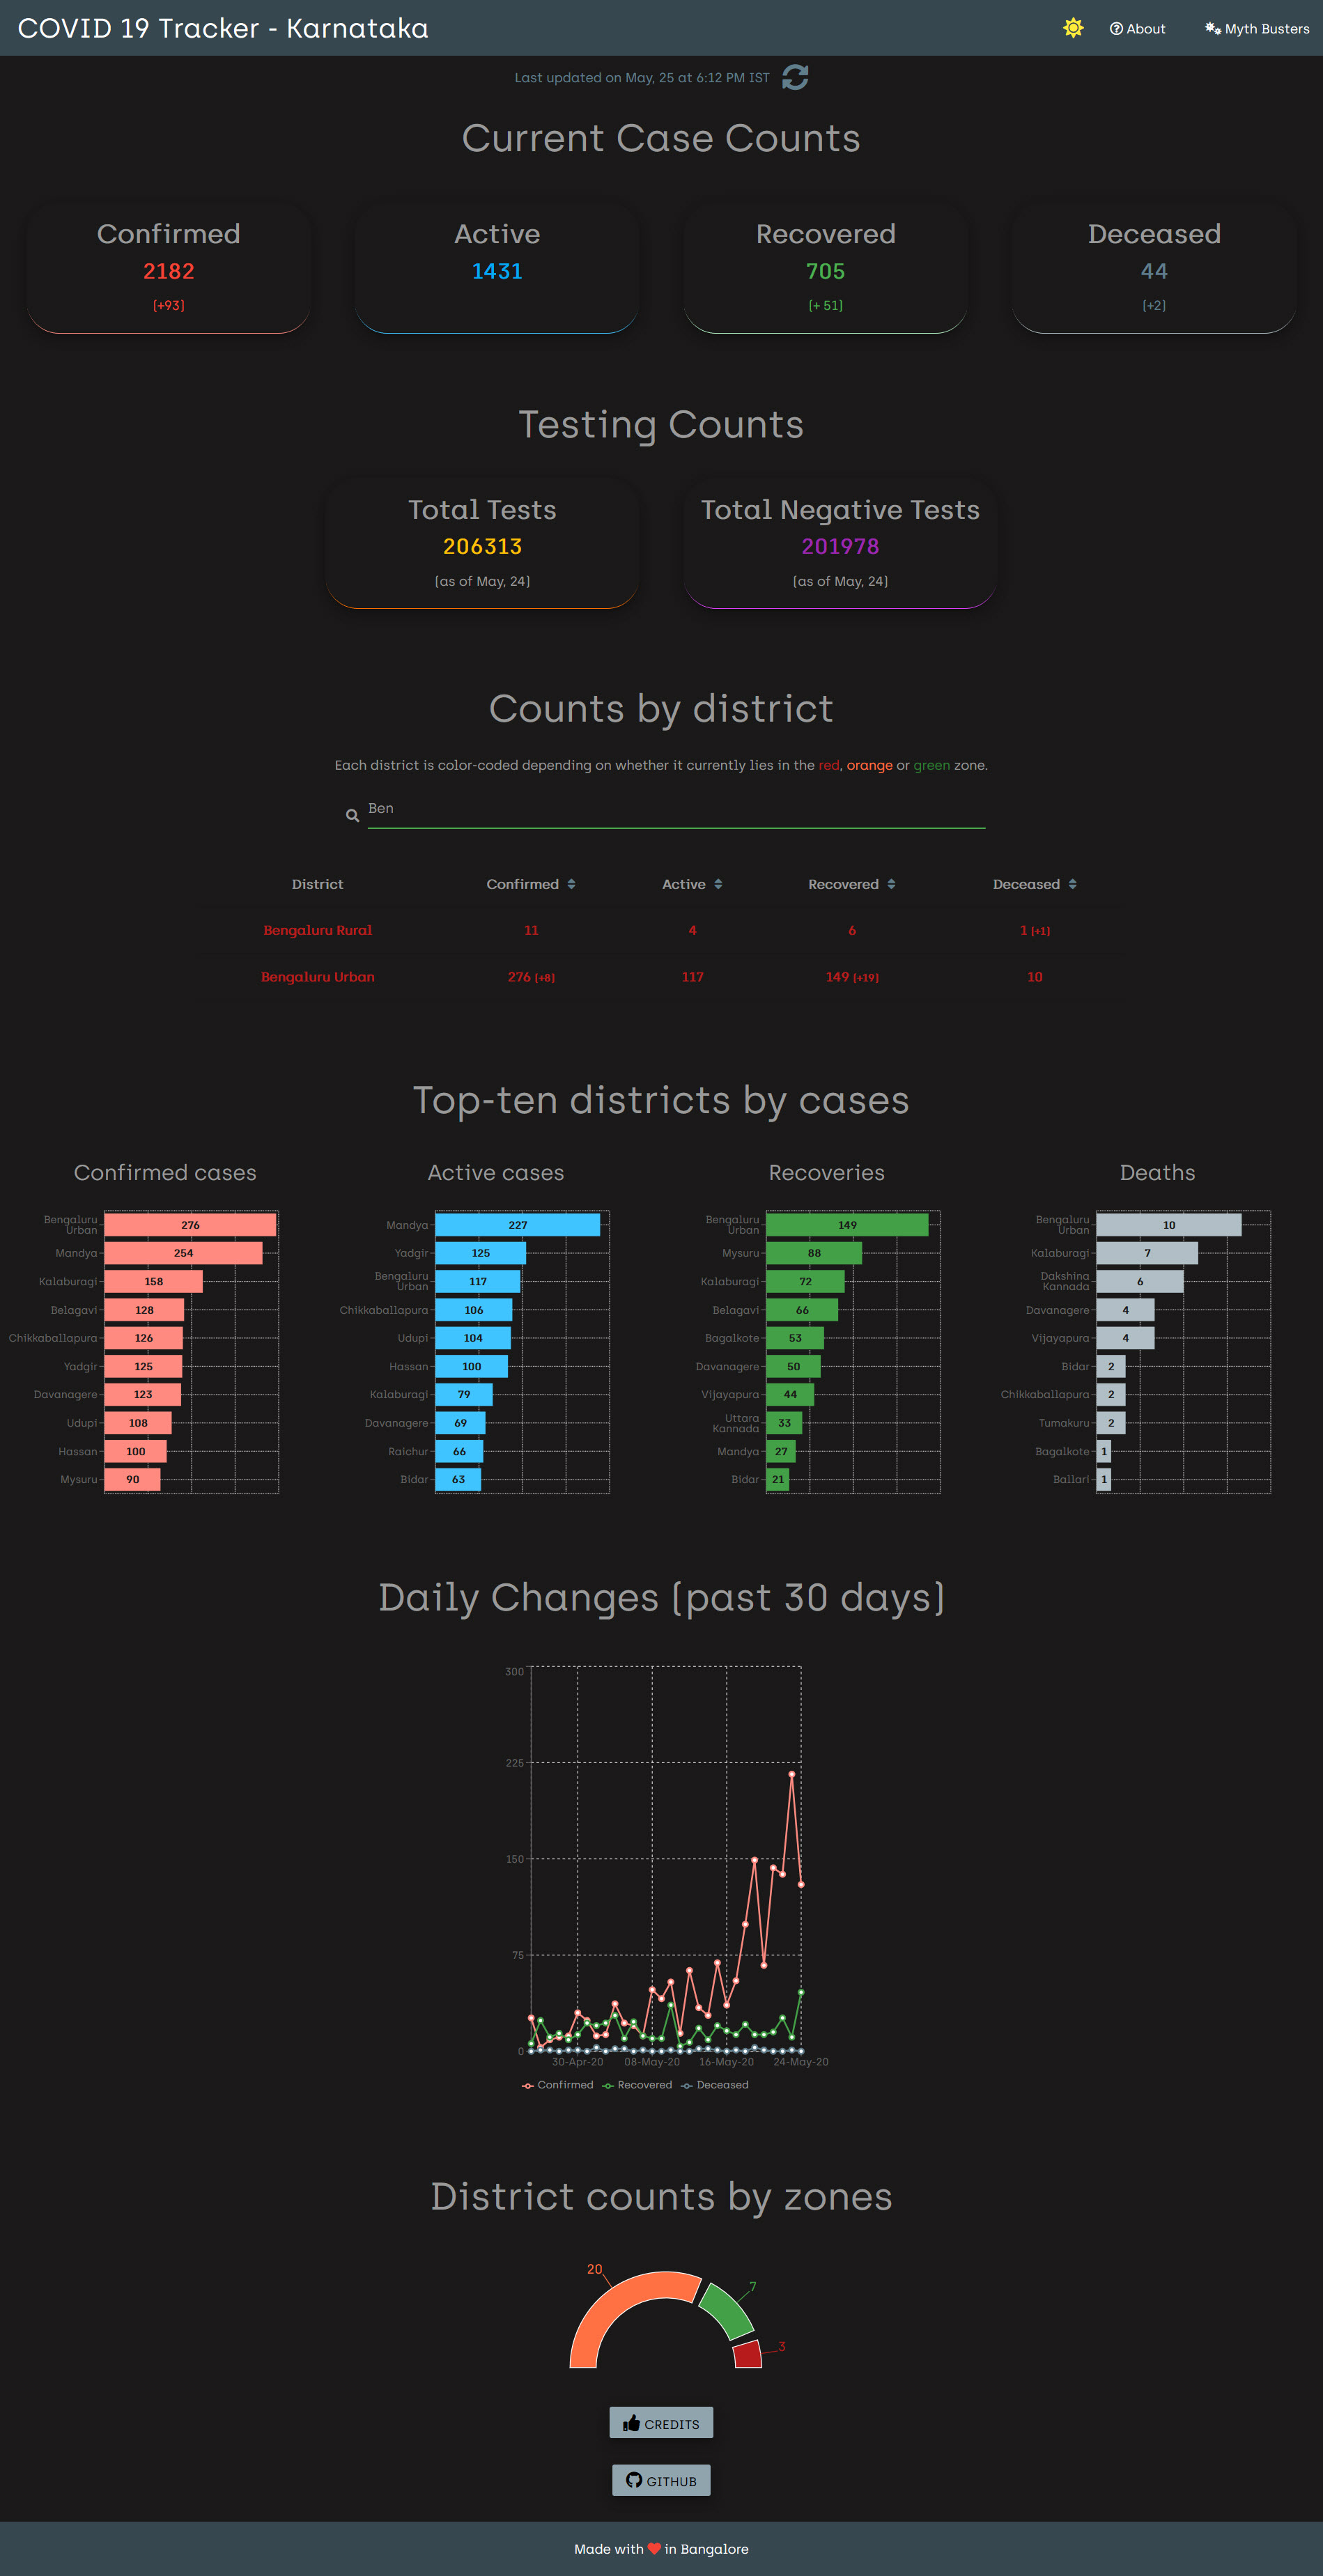 COVID 19 Tracker - Karnataka
About
Myth Busters
Last updated on May, 25 at 6:12 PM IST
Current Case Counts
Confirmed
2182
(+93)
Active
1431
Recovered
705
(+ 51)
Deceased
44
(+2)
Testing Counts
Total Tests
206313
(as of May, 24)
Total Negative Tests
201978
(as of May, 24)
Counts by district
Each district is color-coded depending on whether it currently lies in the red, orange or green zone.
Ben
District Confirmed Active Recovered Deceased
Bengaluru Rural 11 4 6 1 (+1)
Bengaluru Urban 276 (+8) 117 149 (+19) 10
Top-ten districts by cases
Confirmed cases
Bengaluru
Urban 276
Mandya 254
Kalaburagi 158
Belagavi 128
Chikkaballapura 126
Yadgir 125
Davanagere 123
Udupi 108
Hassan 100
Mysuru 90
Active cases
Mandya 227
Yadgir 125
Bengaluru
Urban 117
Chikkaballapura 106
Udupi 104
Hassan 100
Kalaburagi 79
Davanagere 69
Raichur 66
Bidar 63
Recoveries
Bengaluru
Urban 149
Mysuru 88
Kalaburagi 72
Belagavi 66
Bagalkote 53
Davanagere 50
Vijayapura 44
Uttara
Kannada 33
Mandya 27
Bidar 21
Deaths
Bengaluru
Urban 10
Kalaburagi 7
Dakshina
Kannada 6
Davanagere 4
Vijayapura 4
Bidar 2
Chikkaballapura 2
Tumakuru 2
Bagalkote 1
Ballari 1
Daily Changes (past 30 days)
300
225
150
75
0
30-Apr-20 08-May-20 16-May-20 24-May-20
Confirmed Recovered Deceased
District counts by zones
20
7
3
CREDITS
GITHUB
Made with in Bangalore